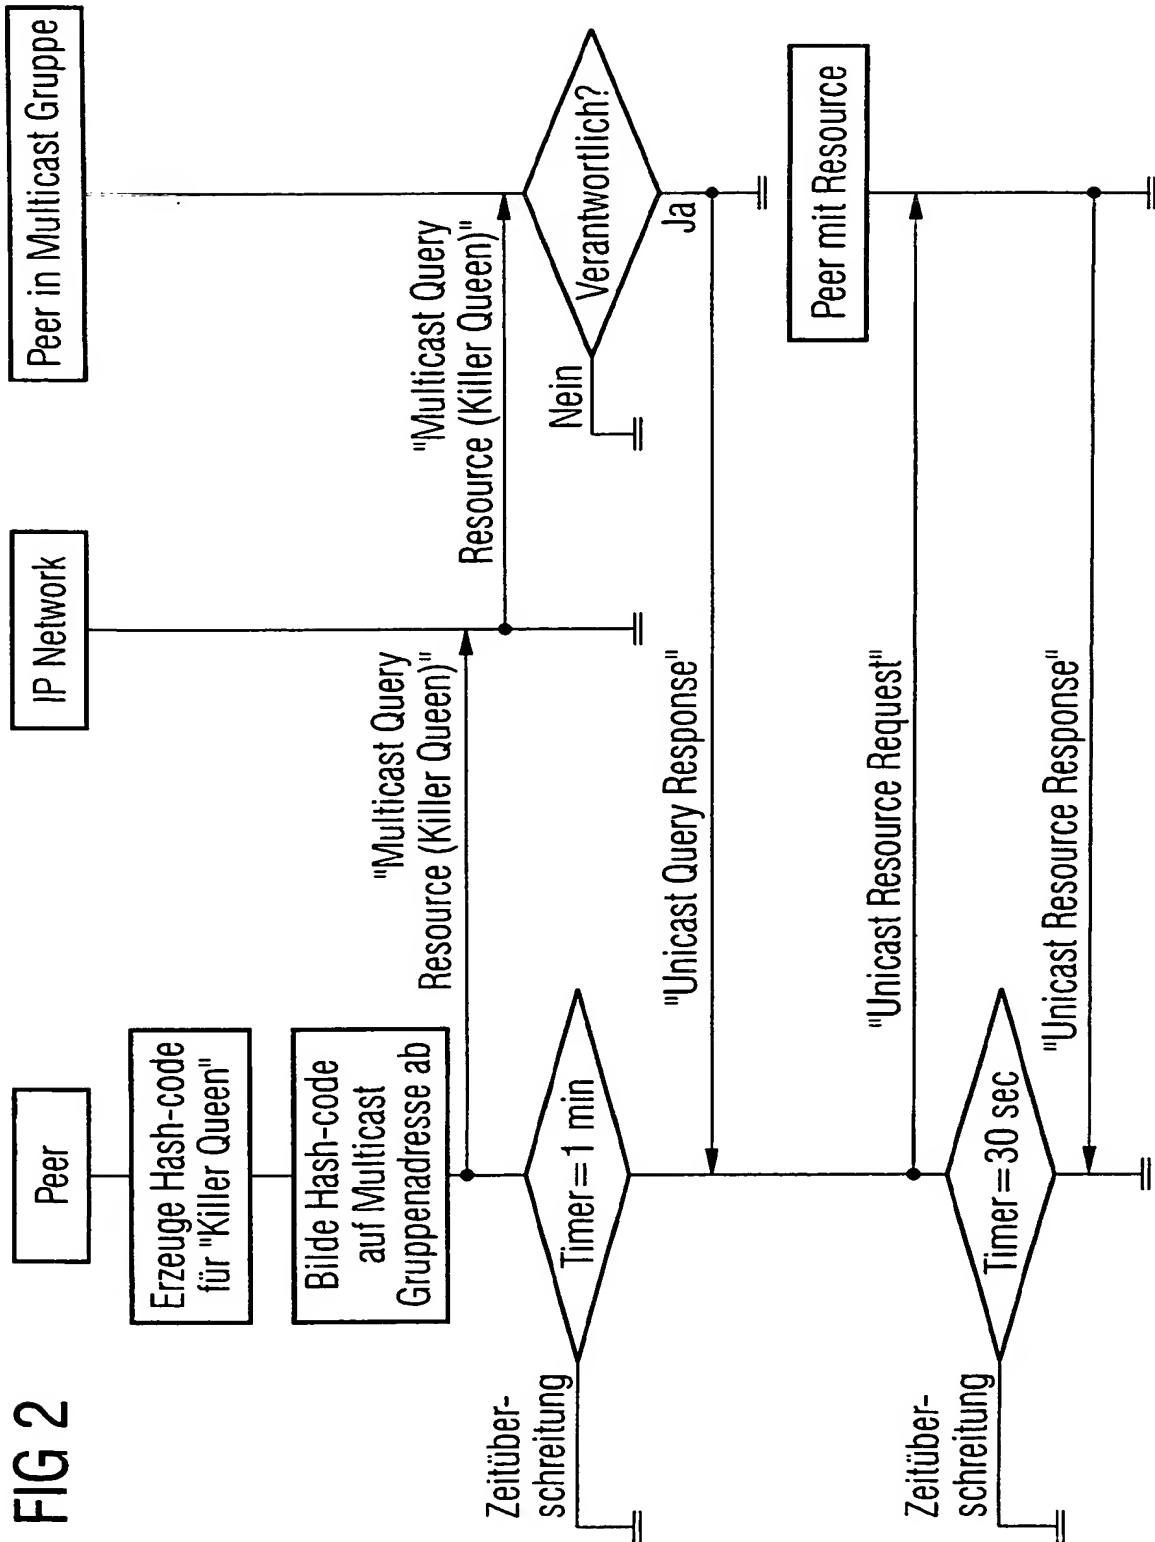 FIG 2
Peer
IP Network
Peer in Multicast Gruppe
Erzeuge Hash-code
für "Killer Queen"
Bilde Hash-code
auf Multicast
Gruppenadresse ab
"Multicast Query
Resource (Killer Queen)"
"Multicast Query
Resource (Killer Queen)"
Zeitüber-
schreitung
Timer = 1 min
Nein
Verantwortlich?
Ja
"Unicast Query Response"
Peer mit Resource
"Unicast Resource Request"
Zeitüber-
schreitung
Timer = 30 sec
"Unicast Resource Response"